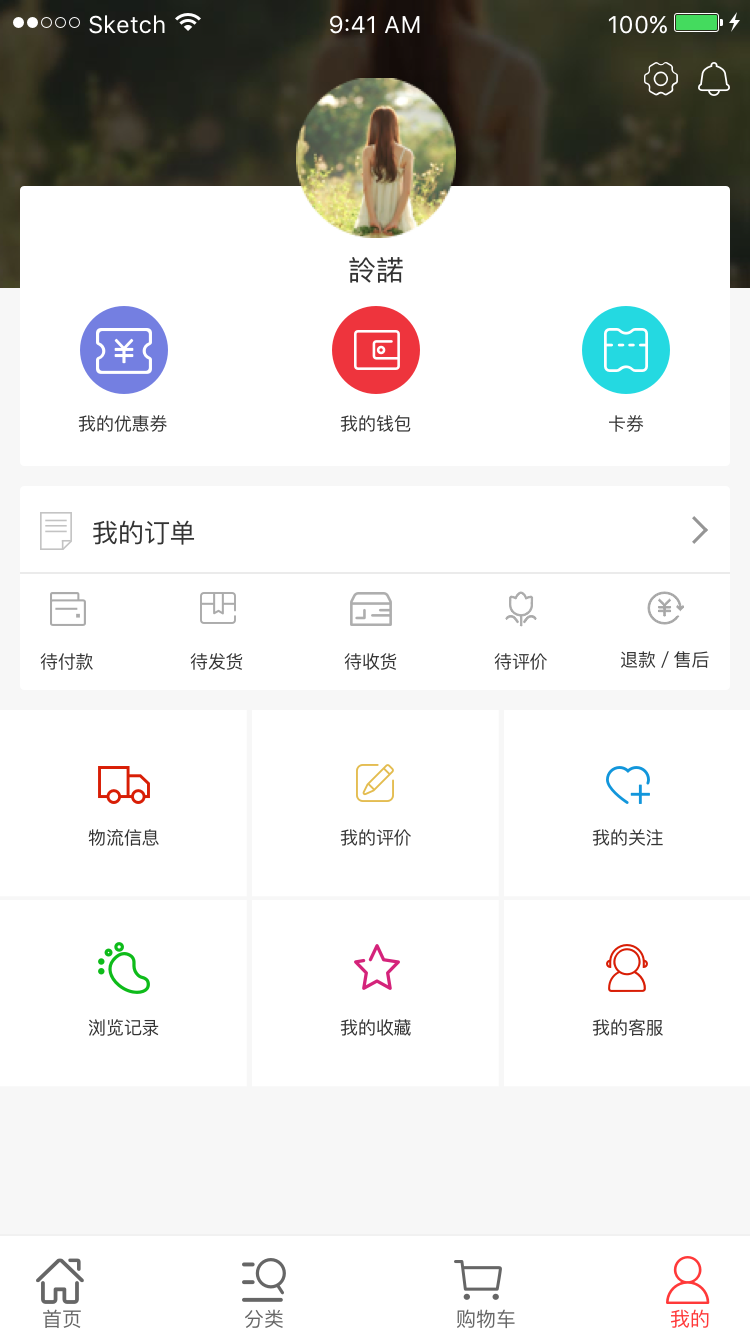 Sketch 9:41 AM 100%
詅諾
我的优惠券 我的钱包 卡券
我的订单
待付款 待发货 待收货 待评价 退款 / 售后
物流信息 我的评价 我的关注
浏览记录 我的收藏 我的客服
首页 分类 购物车 我的